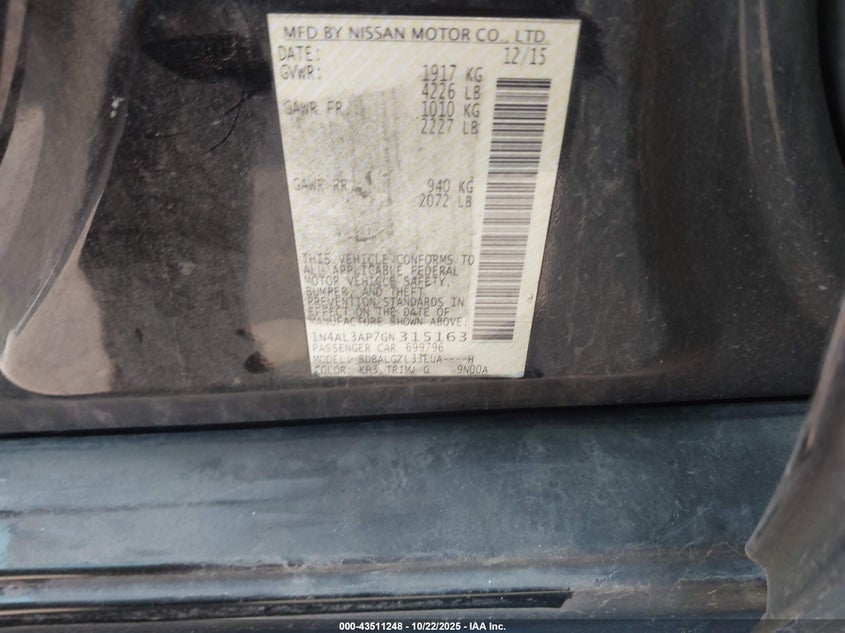 MFD BY NISSAN MOTOR CO., LTD.
DATE: 12/15
GVWR: 1917 KG
4226 LB
GAWR FR. 1010 KG
2227 LB
GAWR RR. 940 KG
2072 LB
THIS VEHICLE CONFORMS TO
ALL APPLICABLE FEDERAL
MOTOR VEHICLE SAFETY,
BUMPER, AND THEFT
PREVENTION STANDARDS IN
EFFECT ON THE DATE OF
MANUFACTURE SHOWN ABOVE.
1N4AL3AP7GN315163
PASSENGER CAR 699796
MODEL: BDBALGZL33EUA----H
COLOR: KH3 TRIM: G 9N00A
000-43511248 - 10/22/2025 - IAA Inc.